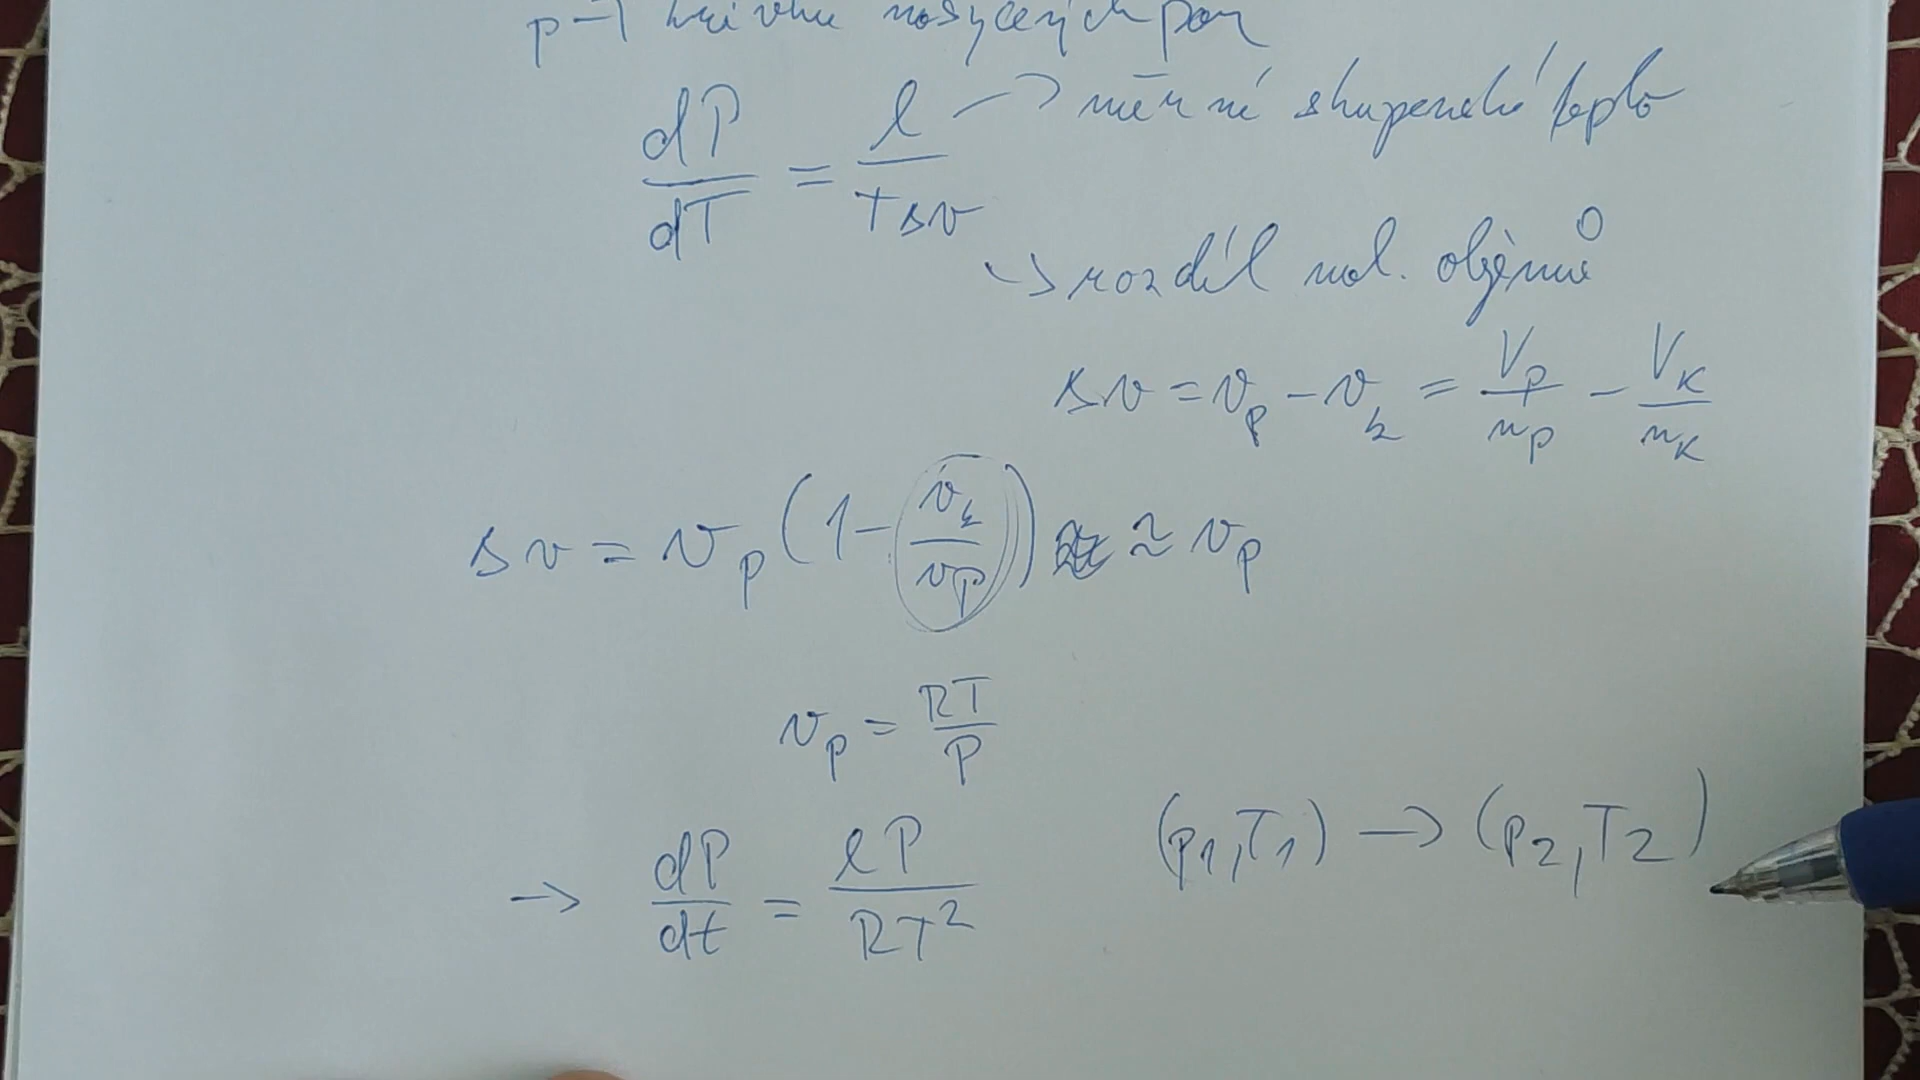 p-T křivka nasycených par
dP/dT = l/(TΔv) → měrné skupenské teplo
→ rozdíl mol. objemů
Δv = v_p - v_k = V_p/n_p - V_k/n_k
Δv = v_p (1 - v_k/v_p) ≈ v_p
v_p = RT/P
→ dP/dt = lP/RT² (p₁,T₁) → (p₂,T₂)